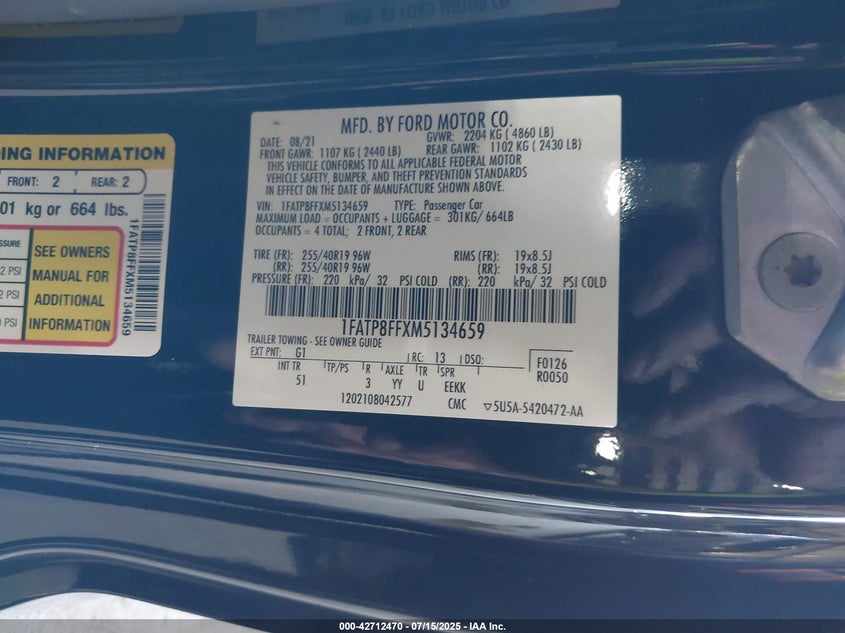 MFD. BY FORD MOTOR CO.
DATE: 08/21 GVWR: 2204 KG ( 4860 LB)
FRONT GAWR: 1107 KG ( 2440 LB) REAR GAWR: 1102 KG ( 2430 LB)
THIS VEHICLE CONFORMS TO ALL APPLICABLE FEDERAL MOTOR
VEHICLE SAFETY, BUMPER, AND THEFT PREVENTION STANDARDS
IN EFFECT ON THE DATE OF MANUFACTURE SHOWN ABOVE.
VIN: 1FATP8FFXM5134659 TYPE: Passenger Car
MAXIMUM LOAD = OCCUPANTS + LUGGAGE = 301KG/ 664LB
OCCUPANTS = 4 TOTAL; 2 FRONT, 2 REAR
TIRE (FR): 255/40R19 96W RIMS (FR): 19x8.5J
(RR): 255/40R19 96W (RR): 19x8.5J
PRESSURE (FR): 220 kPa/ 32 PSI COLD (RR): 220 kPa/ 32 PSI COLD
1FATP8FFXM5134659
TRAILER TOWING - SEE OWNER GUIDE
EXT PNT: G1 RC: 13 DSO: F0126
R0050
INT TR TP/PS R AXLE TR SPR
51 3 YY U EEKK
1202108042577 CMC ▽5U5A-5420472-AA
ING INFORMATION
FRONT: 2 REAR: 2
01 kg or 664 lbs.
SSURE
2 PSI
2 PSI
PSI
SEE OWNERS
MANUAL FOR
ADDITIONAL
INFORMATION
1FATP8FFXM5134659
000-42712470 - 07/15/2025 - IAA Inc.